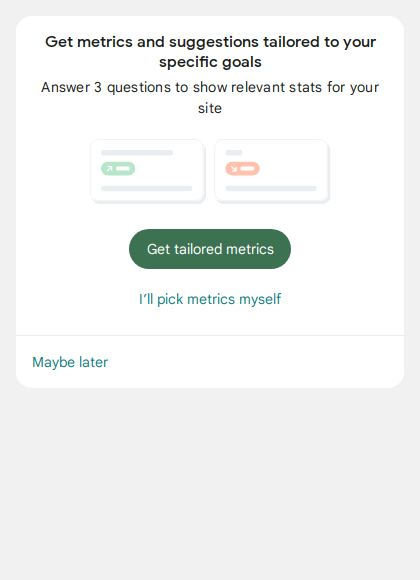 Get metrics and suggestions tailored to your
specific goals
Answer 3 questions to show relevant stats for your
site
Get tailored metrics
I’ll pick metrics myself
Maybe later